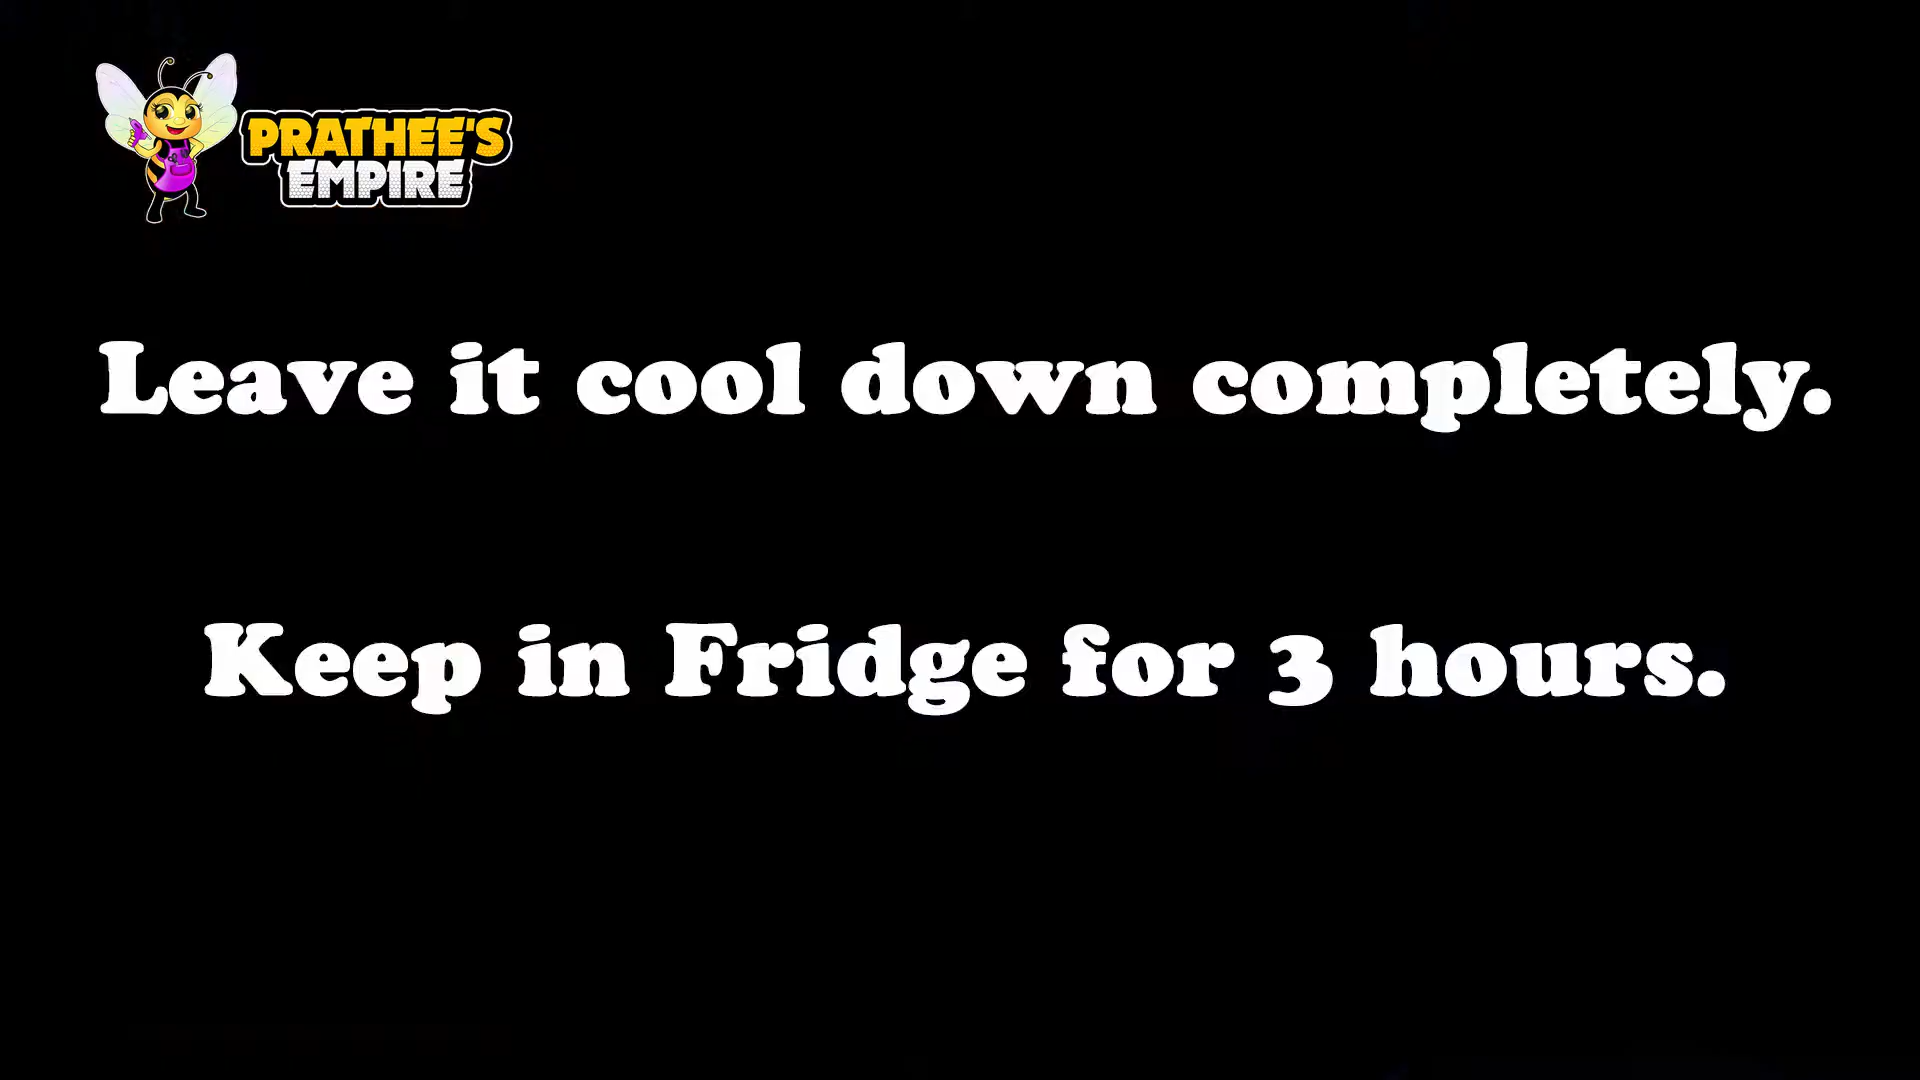 PRATHEE'S
EMPIRE
Leave it cool down completely.
Keep in Fridge for 3 hours.